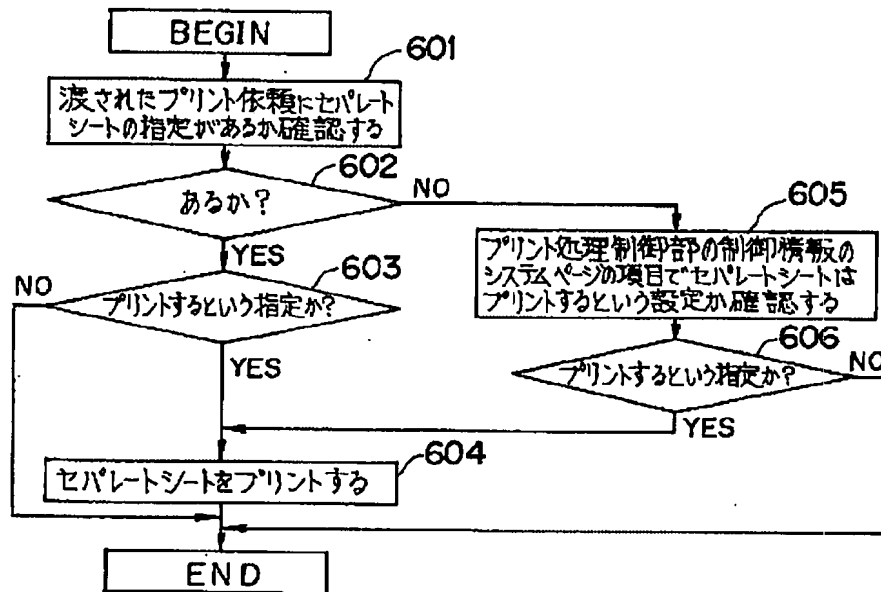 BEGIN
601
渡されたプリント依頼にセパレート
シートの指定があるか確認する
602
あるか?
NO
YES
605
プリント処理制御部の制御情報の
システムページの項目でセパレートシートは
プリントするという設定か確認する
603
NO
プリントするという指定か?
YES
606
プリントするという指定か?
NO
YES
604
セパレートシートをプリントする
END